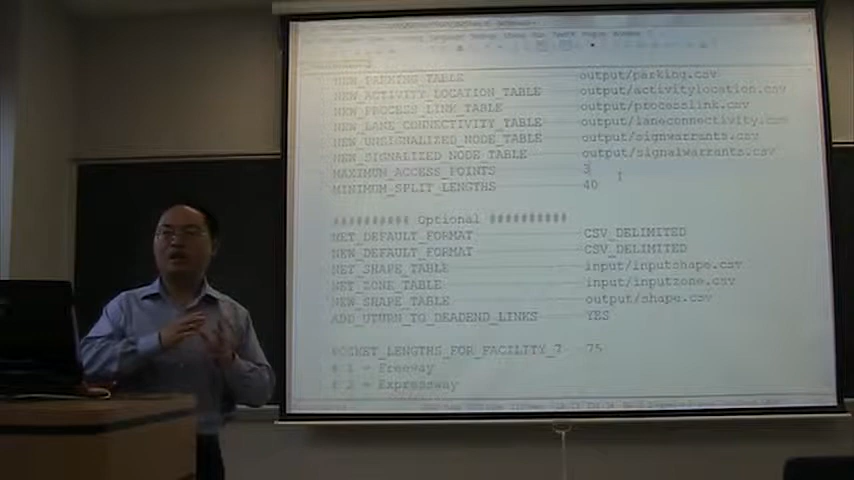 NEW_PARKING_TABLE output/parking.csv
NEW_ACTIVITY_LOCATION_TABLE output/activitylocation.csv
NEW_PROCESS_LINK_TABLE output/processlink.csv
NEW_LANE_CONNECTIVITY_TABLE output/laneconnectivity.csv
NEW_UNSIGNALIZED_NODE_TABLE output/signwarrants.csv
NEW_SIGNALIZED_NODE_TABLE output/signalwarrants.csv
MAXIMUM_ACCESS_POINTS 3
MINIMUM_SPLIT_LENGTHS 40
########## Optional ##########
NET_DEFAULT_FORMAT CSV_DELIMITED
NEW_DEFAULT_FORMAT CSV_DELIMITED
NET_SHAPE_TABLE input/inputshape.csv
NET_ZONE_TABLE input/inputzone.csv
NEW_SHAPE_TABLE output/shape.csv
ADD_UTURN_TO_DEADEND_LINKS YES
POCKET_LENGTHS_FOR_FACILITY_7 75
# 1 = Freeway
# 2 = Expressway